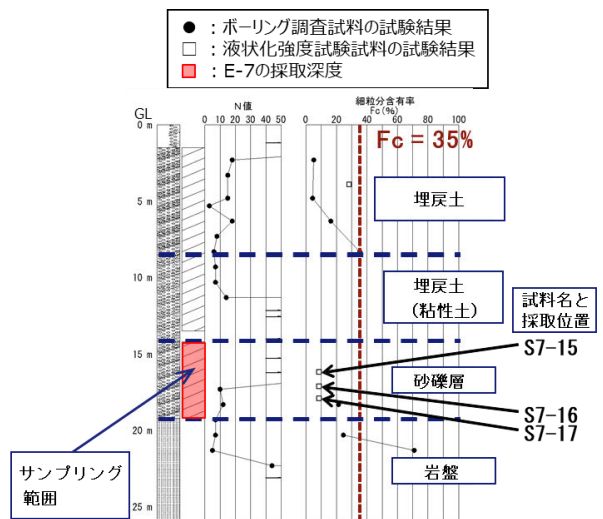 ● ：ボーリング調査試料の試験結果
□ ：液状化強度試験試料の試験結果
：E-7の採取深度
GL
N値
細粒分含有率
Fc(%)
0 10 20 30 40 50
0 20 40 60 80 100
Fc = 35%
0 m
5 m
10 m
15 m
20 m
25 m
埋戻土
埋戻土
（粘性土）
試料名と
採取位置
S7-15
砂礫層
S7-16
S7-17
岩盤
サンプリング
範囲